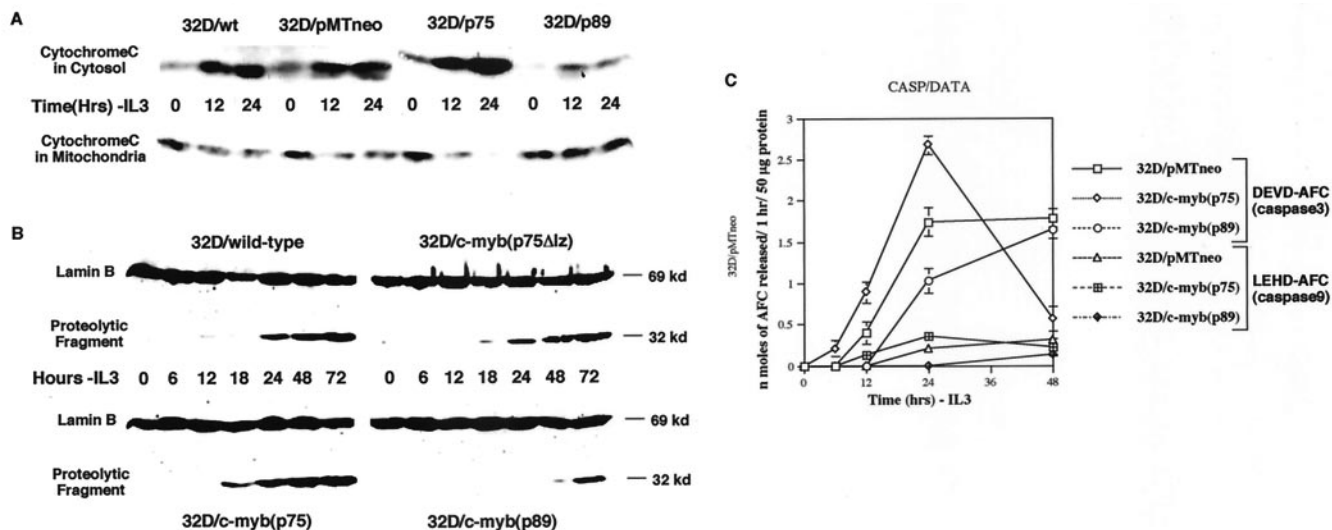 A
32D/wt 32D/pMTneo 32D/p75 32D/p89
CytochromeC
in Cytosol
Time(Hrs) -IL3 0 12 24 0 12 24 0 12 24 0 12 24
CytochromeC
in Mitochondria
B
32D/wild-type 32D/c-myb(p75Δlz)
Lamin B 69 kd
Proteolytic
Fragment 32 kd
Hours -IL3 0 6 12 18 24 48 72 0 6 12 18 24 48 72
Lamin B 69 kd
Proteolytic
Fragment 32 kd
32D/c-myb(p75) 32D/c-myb(p89)
C
CASP/DATA
32D/pMTneo
n moles of AFC released/ 1 hr/ 50 µg protein
3
2.5
2
1.5
1
0.5
0
0 12 24 36 48
Time (hrs) - IL3
32D/pMTneo
32D/c-myb(p75)
32D/c-myb(p89)
DEVD-AFC
(caspase3)
32D/pMTneo
32D/c-myb(p75)
32D/c-myb(p89)
LEHD-AFC
(caspase9)